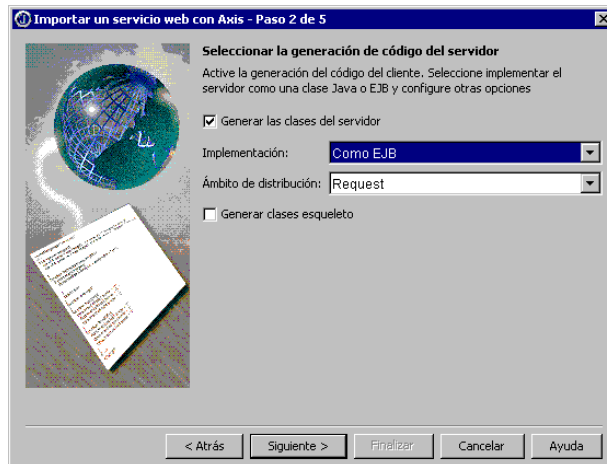 Importar un servicio web con Axis - Paso 2 de 5
Seleccionar la generación de código del servidor
Active la generación del código del cliente. Seleccione implementar el
servidor como una clase Java o EJB y configure otras opciones
Generar las clases del servidor
Implementación: Como EJB
Ámbito de distribución: Request
Generar clases esqueleto
< Atrás Siguiente > Finalizar Cancelar Ayuda